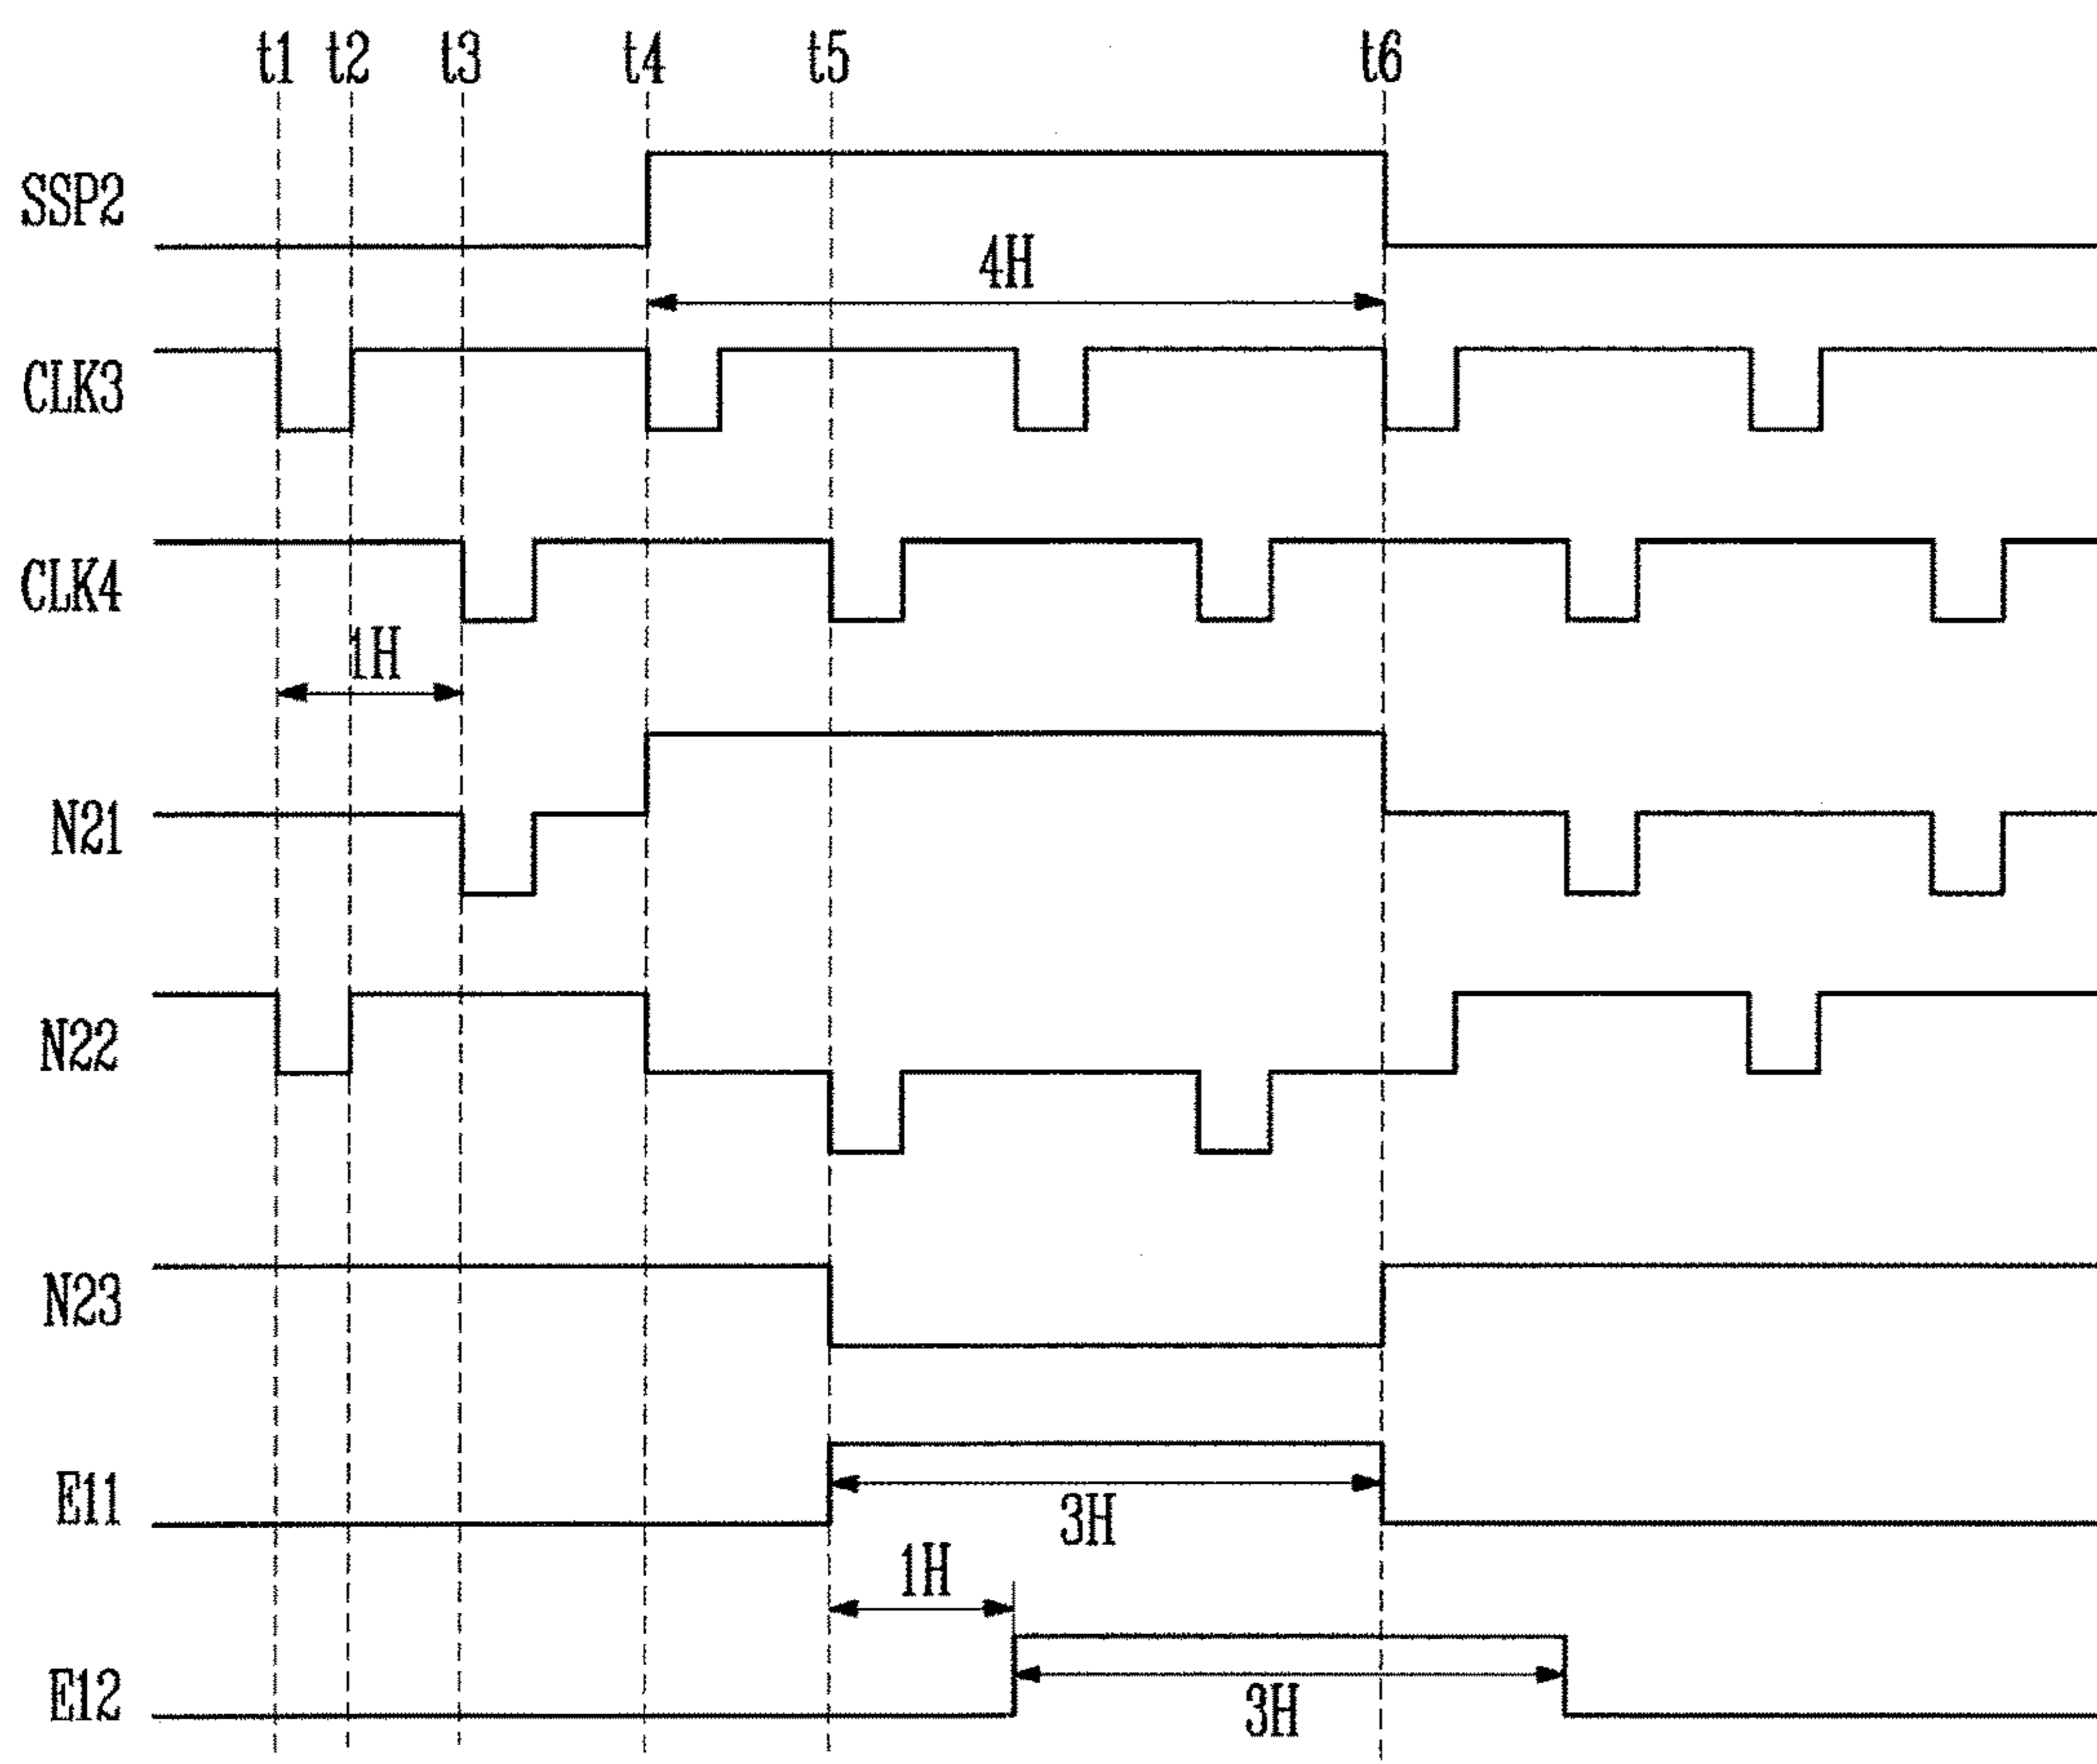 t1 t2 t3 t4 t5 t6
SSP2
4H
CLK3
CLK4
1H
N21
N22
N23
E11
3H
1H
E12
3H